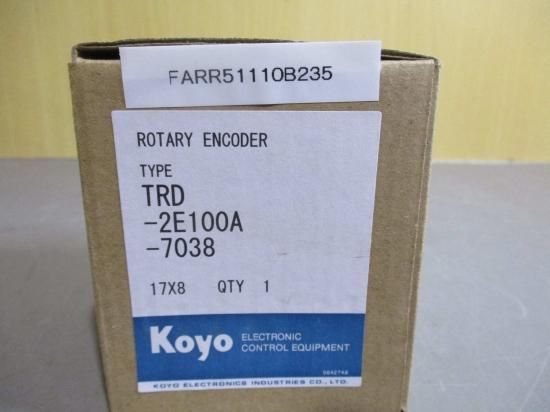 FARR51110B235
ROTARY ENCODER
TYPE
TRD
-2E100A
-7038
17X8 QTY 1
Koyo ELECTRONIC CONTROL EQUIPMENT
KOYO ELECTRONICS INDUSTRIES CO., LTD.